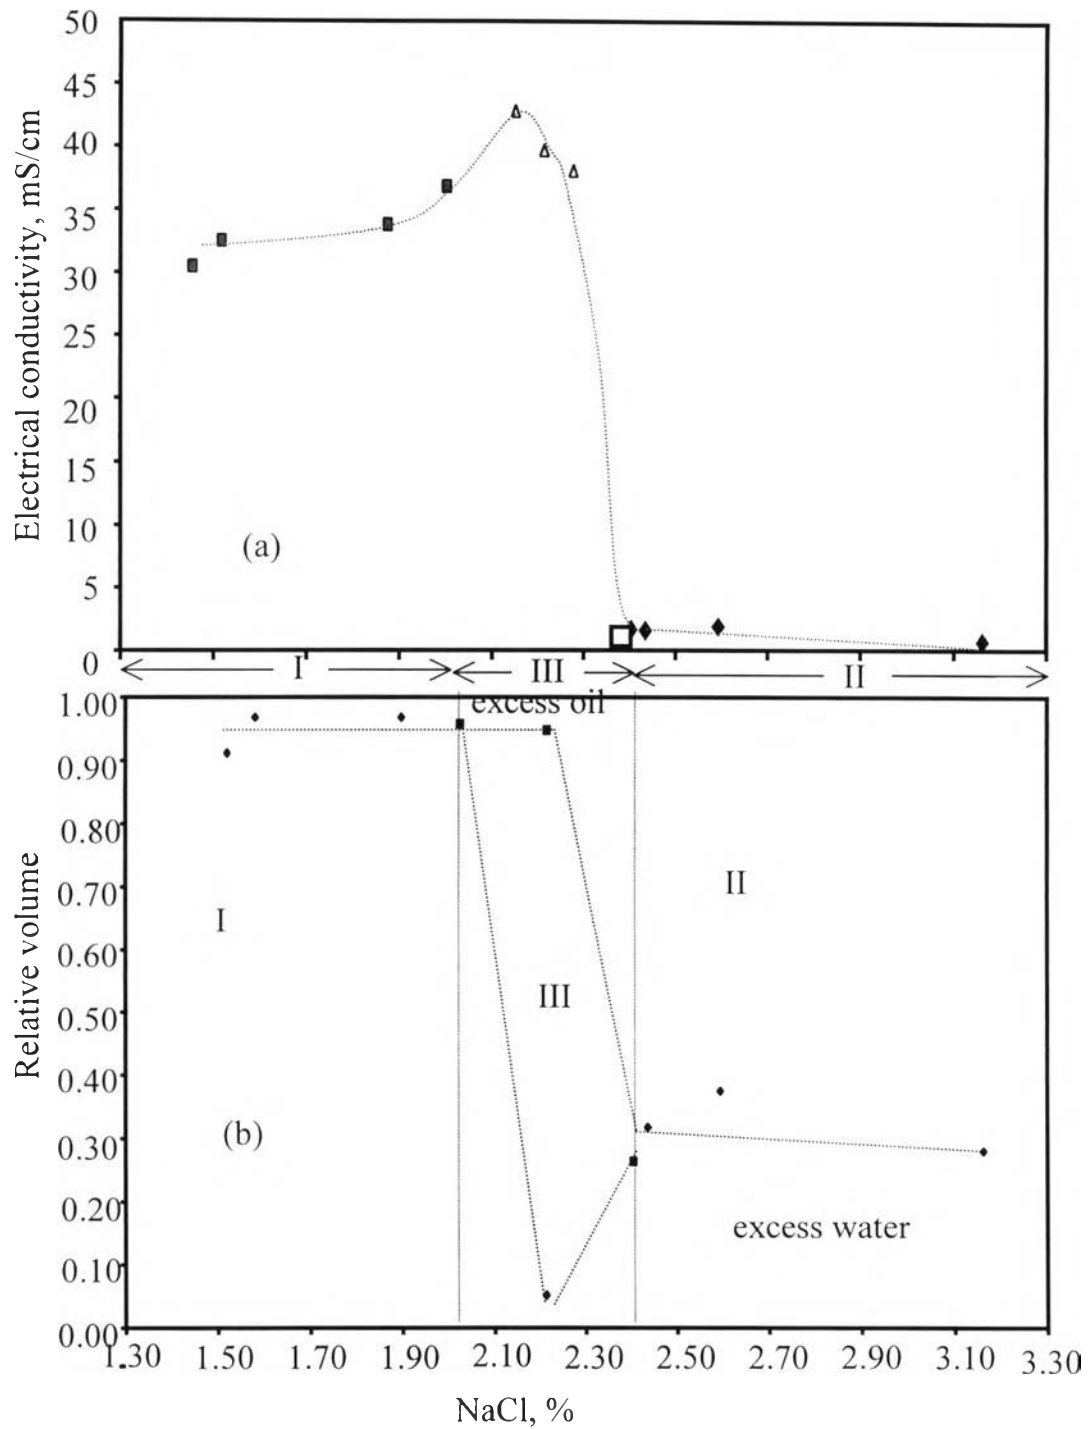 50
45
40
35
30
25
20
15
10
5
0
Electrical conductivity, mS/cm
(a)
I III II
excess oil
1.00
0.90
0.80
0.70
0.60
0.50
0.40
0.30
0.20
0.10
0.00
Relative volume
I
II
III
(b)
excess water
1.30 1.50 1.70 1.90 2.10 2.30 2.50 2.70 2.90 3.10 3.30
NaCl, %